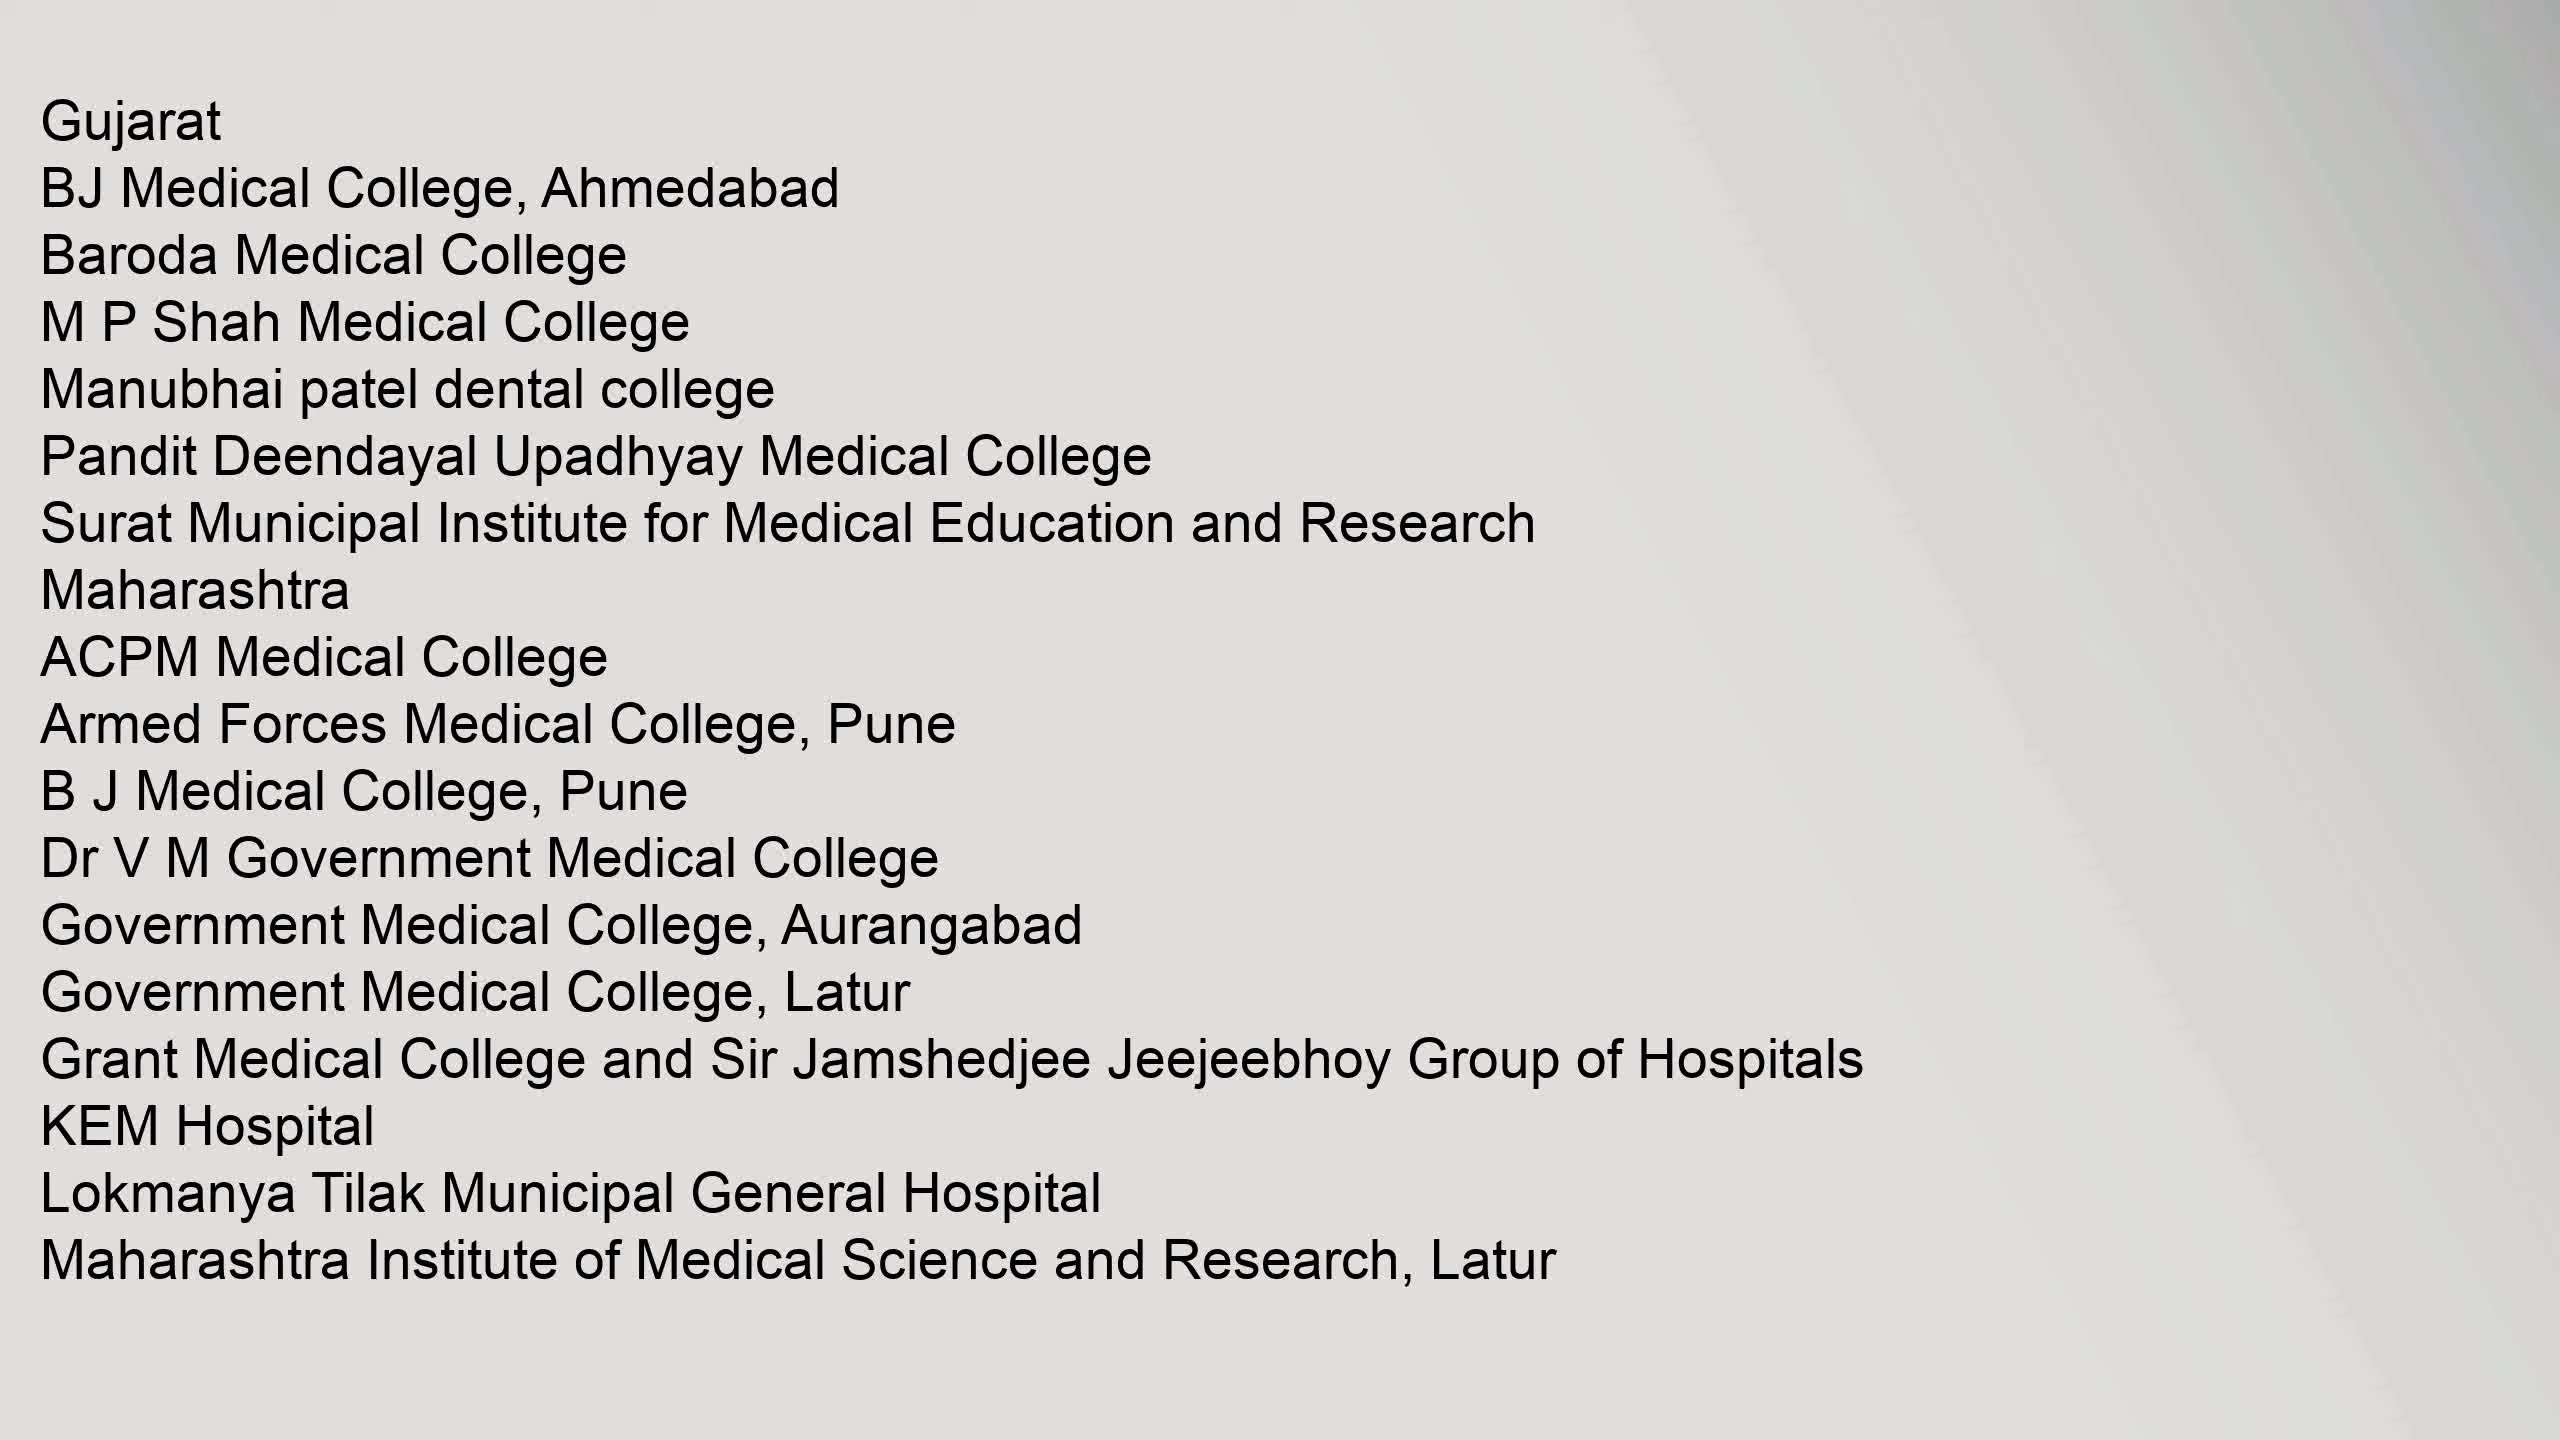 Gujarat
BJ Medical College, Ahmedabad
Baroda Medical College
M P Shah Medical College
Manubhai patel dental college
Pandit Deendayal Upadhyay Medical College
Surat Municipal Institute for Medical Education and Research
Maharashtra
ACPM Medical College
Armed Forces Medical College, Pune
B J Medical College, Pune
Dr V M Government Medical College
Government Medical College, Aurangabad
Government Medical College, Latur
Grant Medical College and Sir Jamshedjee Jeejeebhoy Group of Hospitals
KEM Hospital
Lokmanya Tilak Municipal General Hospital
Maharashtra Institute of Medical Science and Research, Latur